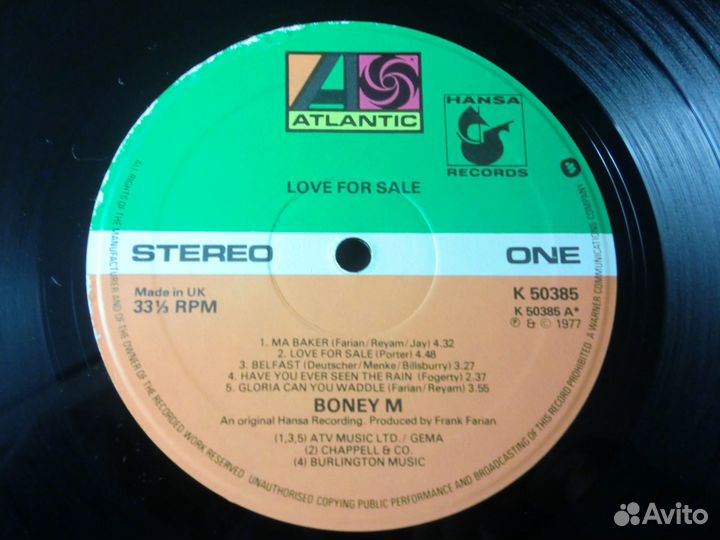 ATLANTIC
HANSA
RECORDS
LOVE FOR SALE
STEREO
ONE
Made in UK
33⅓ RPM
K 50385
K 50385 A*
℗ & © 1977
1. MA BAKER (Farian/Reyam/Jay) 4.32
2. LOVE FOR SALE (Porter) 4.48
3. BELFAST (Deutscher/Menke/Billsburry) 3.27
4. HAVE YOU EVER SEEN THE RAIN (Fogerty) 2.37
5. GLORIA CAN YOU WADDLE (Farian/Reyam) 3.55
BONEY M
An original Hansa Recording. Produced by Frank Farian
(1,3,5) ATV MUSIC LTD./GEMA
(2) CHAPPELL & CO.
(4) BURLINGTON MUSIC
ALL RIGHTS OF THE MANUFACTURER AND OF THE OWNER OF THE RECORDED WORK RESERVED UNAUTHORISED COPYING PUBLIC PERFORMANCE AND BROADCASTING OF THIS RECORD PROHIBITED A WARNER COMMUNICATIONS COMPANY
Avito